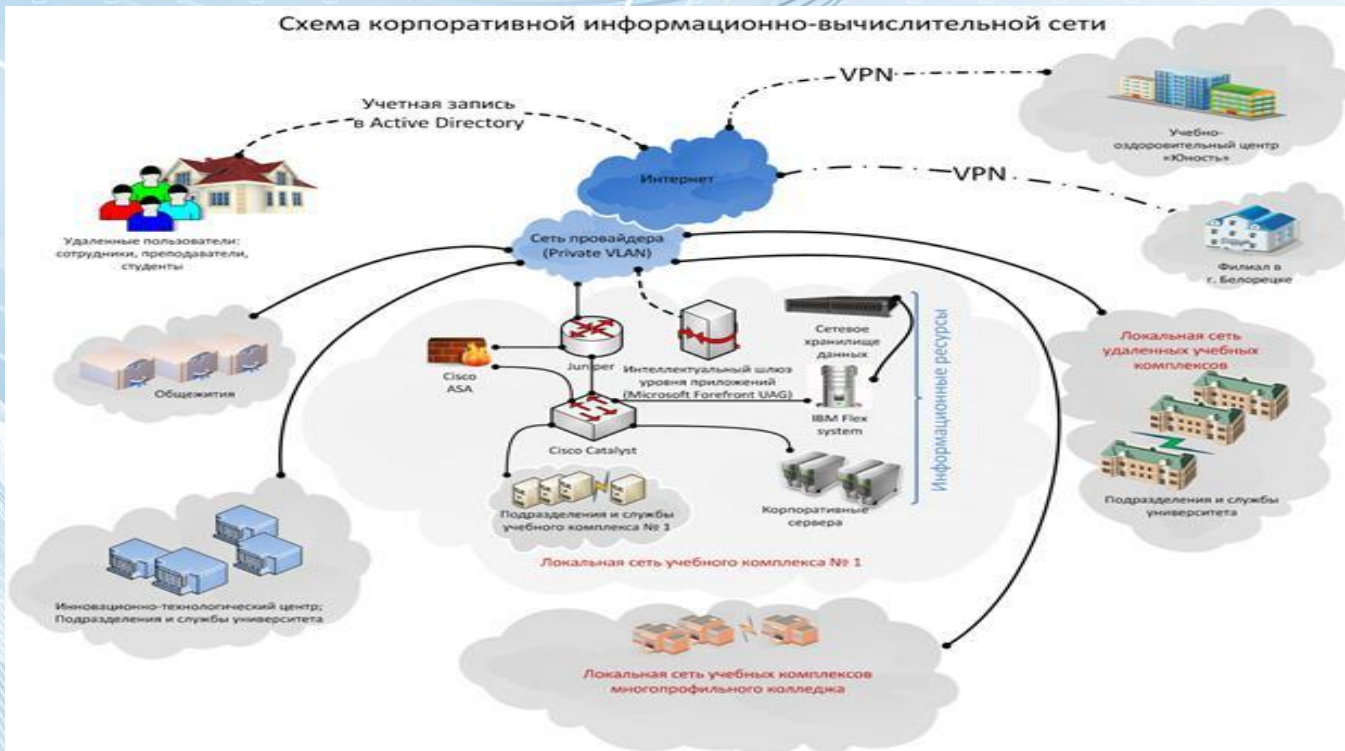 Схема корпоративной информационно-вычислительной сети
VPN
Учетная запись
в Active Directory
Учебно-
оздоровительный центр
«Юность»
Интернет
VPN
Удаленные пользователи:
сотрудники, преподаватели,
студенты
Сеть провайдера
(Private VLAN)
Филиал в
г. Белорецке
Общежития
Cisco
ASA
Juniper
Интеллектуальный шлюз
уровня приложений
(Microsoft Forefront UAG)
Сетевое
хранилище
данных
IBM Flex
system
Информационные ресурсы
Cisco Catalyst
Подразделения и службы
учебного комплекса № 1
Корпоративные
сервера
Локальная сеть учебного комплекса № 1
Локальная сеть
удаленных учебных
комплексов
Подразделения и службы
университета
Инновационно-технологический центр;
Подразделения и службы университета
Локальная сеть учебных комплексов
многопрофильного колледжа